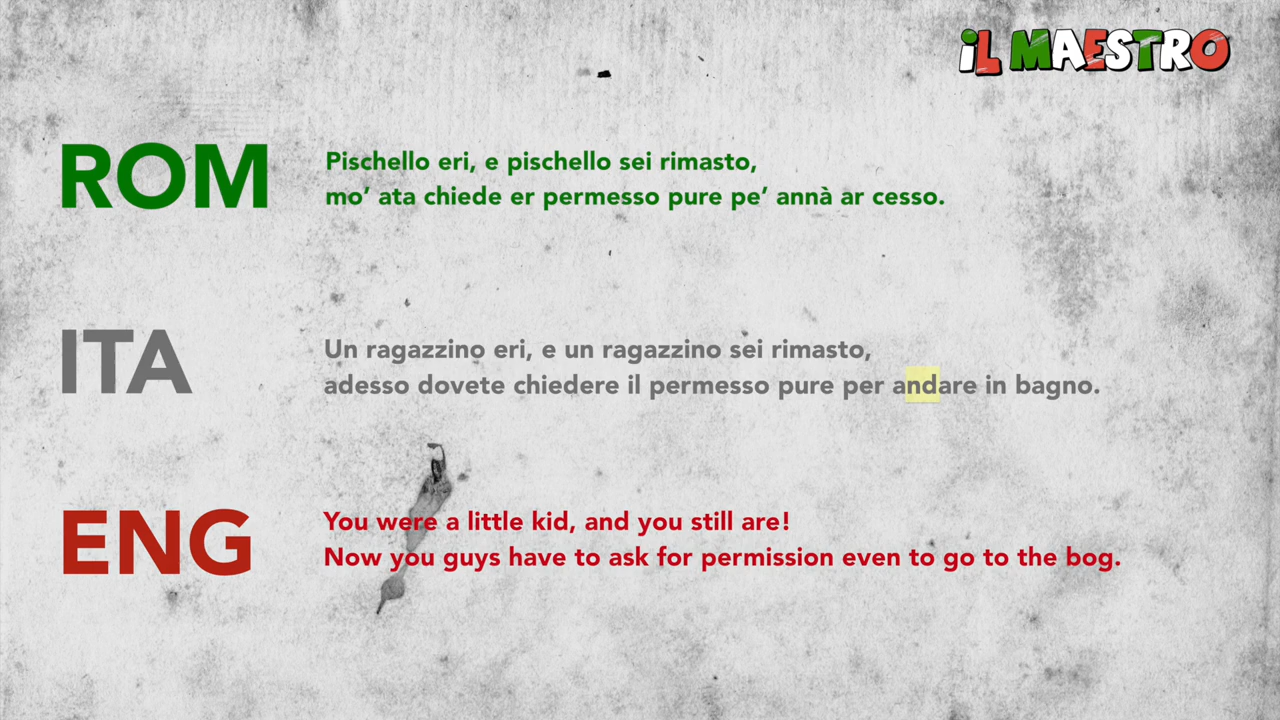 iL MAESTRO
ROM
Pischello eri, e pischello sei rimasto,
mo’ ata chiede er permesso pure pe’ annà ar cesso.
ITA
Un ragazzino eri, e un ragazzino sei rimasto,
adesso dovete chiedere il permesso pure per andare in bagno.
ENG
You were a little kid, and you still are!
Now you guys have to ask for permission even to go to the bog.